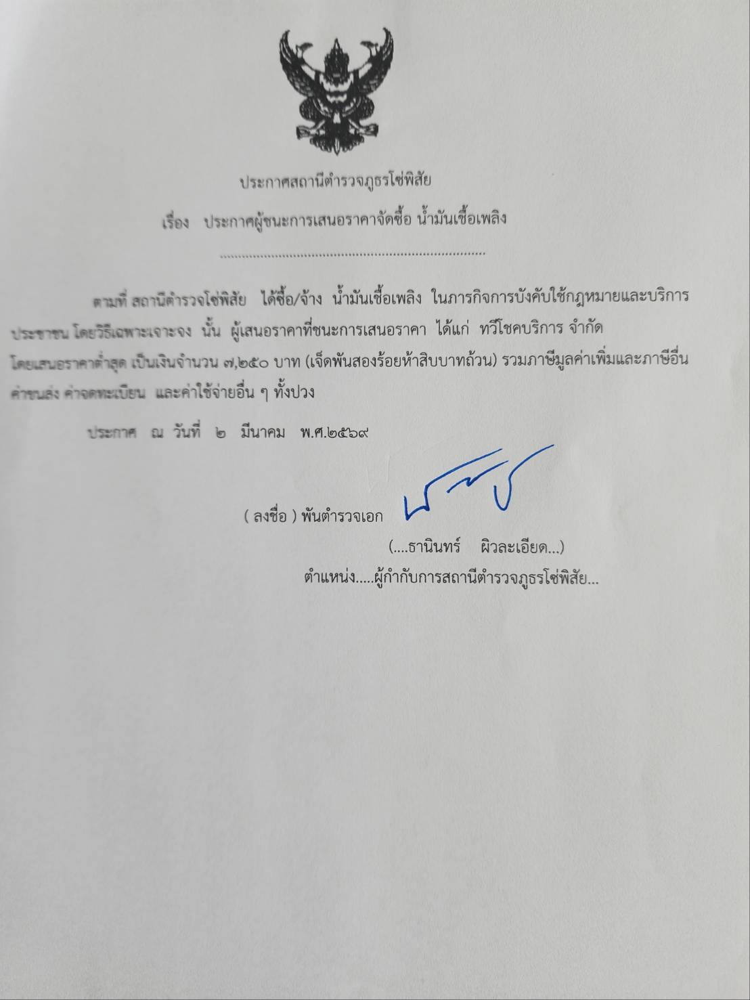 ประกาศสถานีตำรวจภูธรโซ่พิสัย
เรื่อง ประกาศผู้ชนะการเสนอราคาจัดซื้อ น้ำมันเชื้อเพลิง
........................................................................
ตามที่ สถานีตำรวจโซ่พิสัย ได้ซื้อ/จ้าง น้ำมันเชื้อเพลิง ในภารกิจการบังคับใช้กฎหมายและบริการ
ประชาชน โดยวิธีเฉพาะเจาะจง นั้น ผู้เสนอราคาที่ชนะการเสนอราคา ได้แก่ ทวีโชคบริการ จำกัด
โดยเสนอราคาต่ำสุด เป็นเงินจำนวน ๗,๒๕๐ บาท (เจ็ดพันสองร้อยห้าสิบบาทถ้วน) รวมภาษีมูลค่าเพิ่มและภาษีอื่น
ค่าขนส่ง ค่าจดทะเบียน และค่าใช้จ่ายอื่น ๆ ทั้งปวง
ประกาศ ณ วันที่ ๒ มีนาคม พ.ศ.๒๕๖๙
( ลงชื่อ ) พันตำรวจเอก
(....ธานินทร์ ผิวละเอียด...)
ตำแหน่ง.....ผู้กำกับการสถานีตำรวจภูธรโซ่พิสัย...